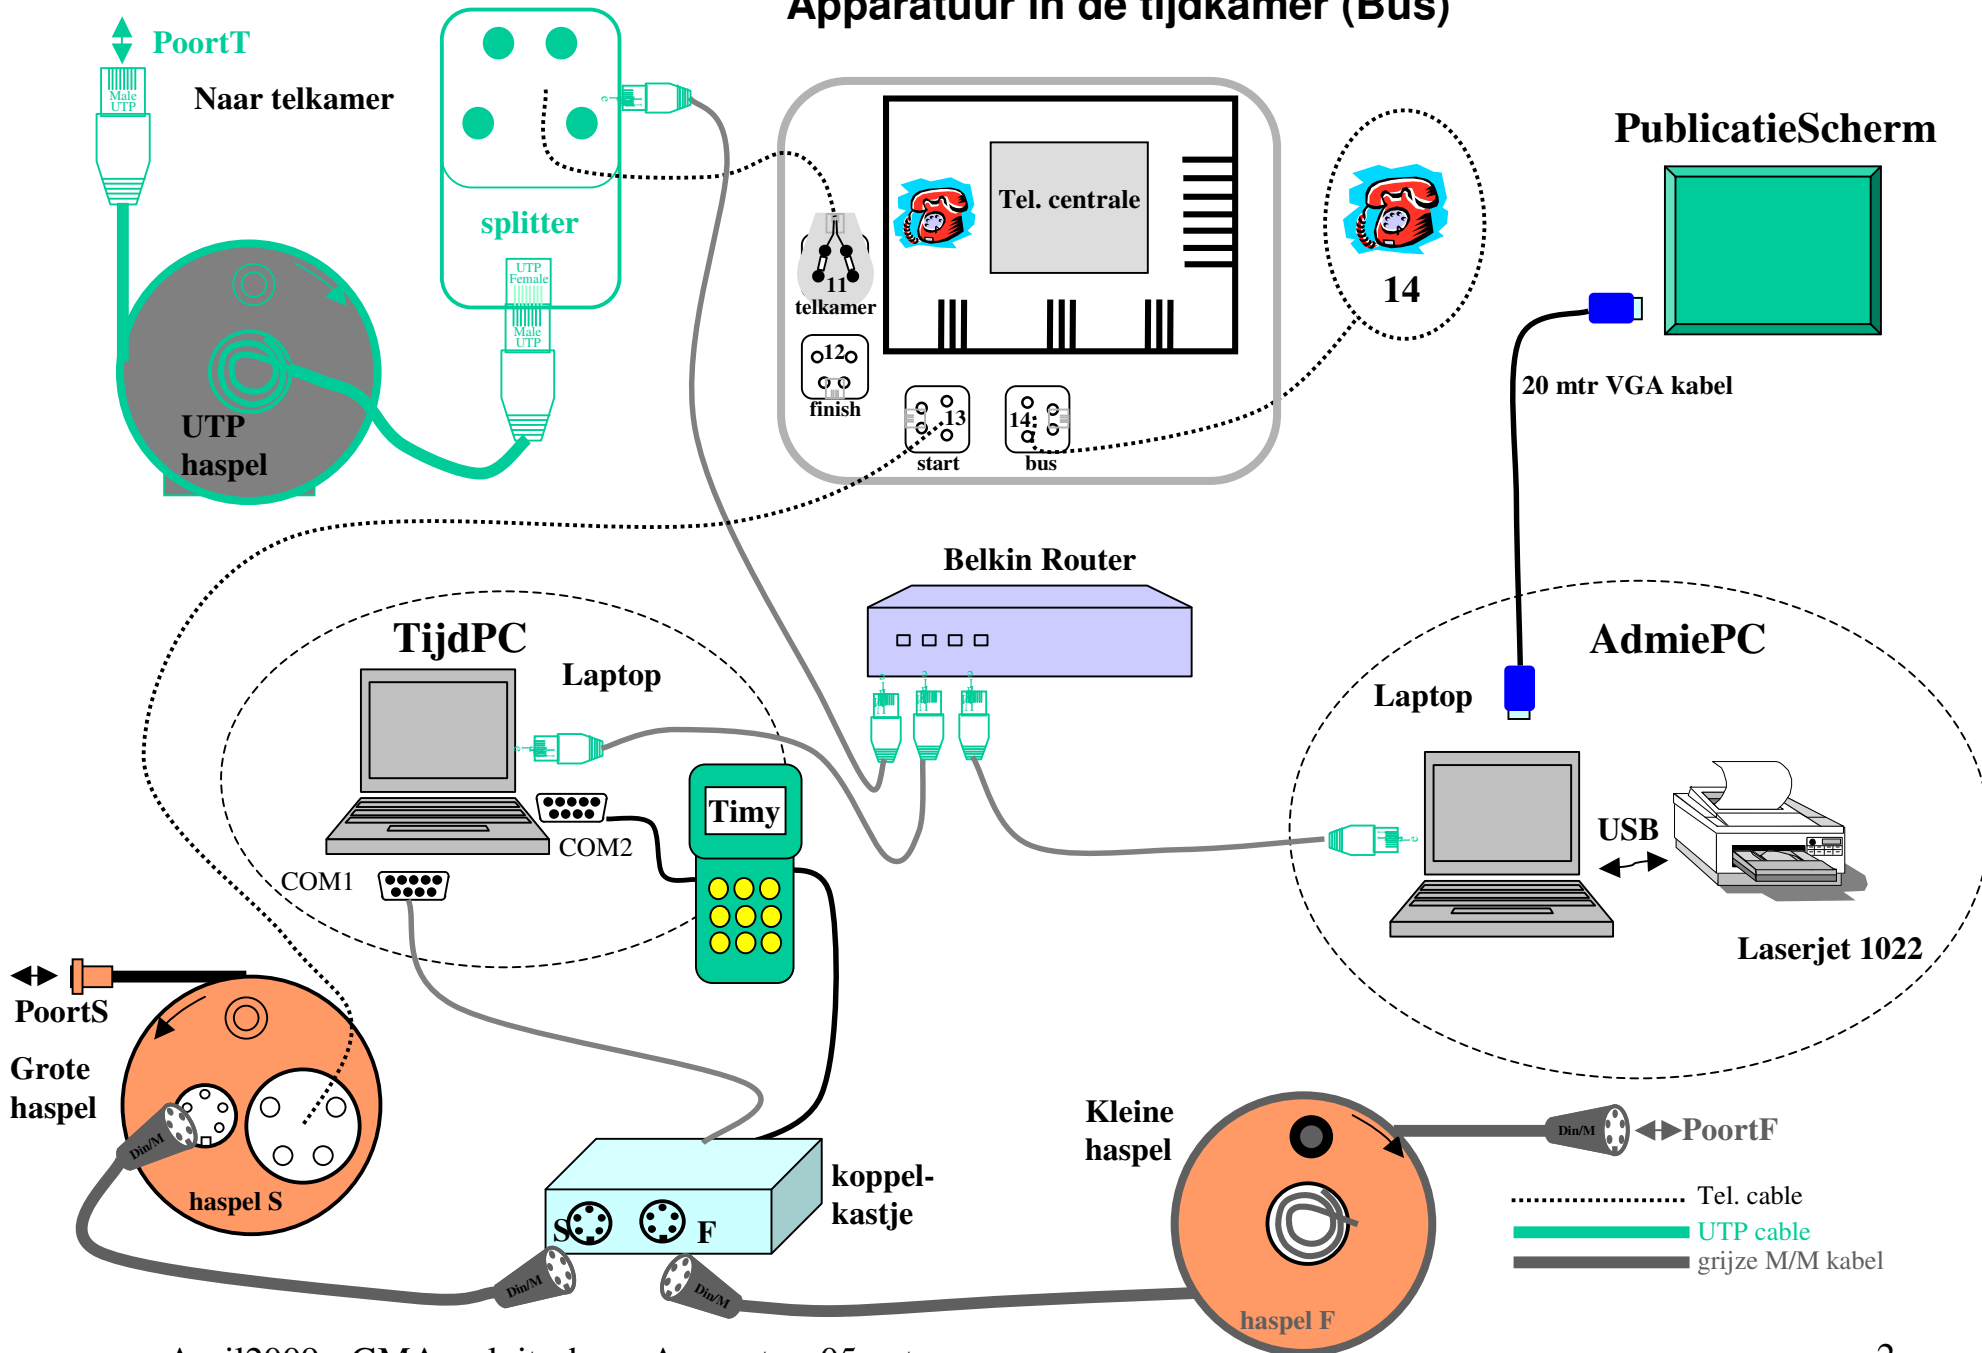 Apparatuur in de tijdkamer (Bus)
PoortT
Male
UTP
Naar telkamer
splitter
UTP
Female
Male
UTP
UTP
haspel
Tel. centrale
11
telkamer
12
finish
13
start
14
bus
14
PublicatieScherm
20 mtr VGA kabel
Belkin Router
TijdPC
Laptop
COM2
COM1
Timy
AdmiePC
Laptop
USB
Laserjet 1022
PoortS
Grote
haspel
Din/M
haspel S
koppel-
kastje
S
F
Din/M
Din/M
Kleine
haspel
haspel F
Din/M
PoortF
Tel. cable
UTP cable
grijze M/M kabel